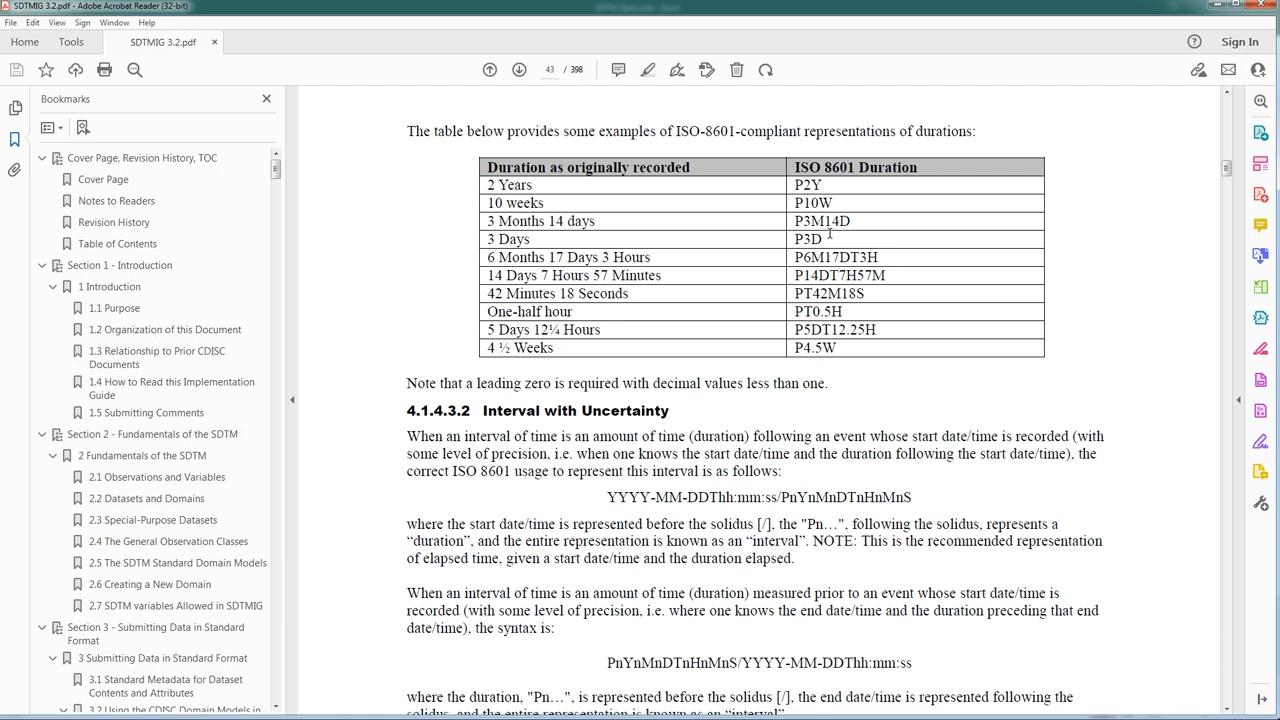 SDTMIG 3.2.pdf - Adobe Acrobat Reader (32-bit)
File Edit View Sign Window Help
Home Tools SDTMIG 3.2.pdf × Sign In
43 / 398
Bookmarks
Cover Page, Revision History, TOC
Cover Page
Notes to Readers
Revision History
Table of Contents
Section 1 - Introduction
1 Introduction
1.1 Purpose
1.2 Organization of this Document
1.3 Relationship to Prior CDISC
Documents
1.4 How to Read this Implementation
Guide
1.5 Submitting Comments
Section 2 - Fundamentals of the SDTM
2 Fundamentals of the SDTM
2.1 Observations and Variables
2.2 Datasets and Domains
2.3 Special-Purpose Datasets
2.4 The General Observation Classes
2.5 The SDTM Standard Domain Models
2.6 Creating a New Domain
2.7 SDTM variables Allowed in SDTMIG
Section 3 - Submitting Data in Standard
Format
3 Submitting Data in Standard Format
3.1 Standard Metadata for Dataset
Contents and Attributes
3.2 Using the CDISC Domain Models in
The table below provides some examples of ISO-8601-compliant representations of durations:
Duration as originally recorded ISO 8601 Duration
2 Years P2Y
10 weeks P10W
3 Months 14 days P3M14D
3 Days P3D
6 Months 17 Days 3 Hours P6M17DT3H
14 Days 7 Hours 57 Minutes P14DT7H57M
42 Minutes 18 Seconds PT42M18S
One-half hour PT0.5H
5 Days 12¼ Hours P5DT12.25H
4 ½ Weeks P4.5W
Note that a leading zero is required with decimal values less than one.
4.1.4.3.2 Interval with Uncertainty
When an interval of time is an amount of time (duration) following an event whose start date/time is recorded (with
some level of precision, i.e. when one knows the start date/time and the duration following the start date/time), the
correct ISO 8601 usage to represent this interval is as follows:
YYYY-MM-DDThh:mm:ss/PnYnMnDTnHnMnS
where the start date/time is represented before the solidus [/], the "Pn…", following the solidus, represents a
“duration”, and the entire representation is known as an “interval”. NOTE: This is the recommended representation
of elapsed time, given a start date/time and the duration elapsed.
When an interval of time is an amount of time (duration) measured prior to an event whose start date/time is
recorded (with some level of precision, i.e. where one knows the end date/time and the duration preceding that end
date/time), the syntax is:
PnYnMnDTnHnMnS/YYYY-MM-DDThh:mm:ss
where the duration, "Pn…", is represented before the solidus [/], the end date/time is represented following the
solidus, and the entire representation is known as an “interval”